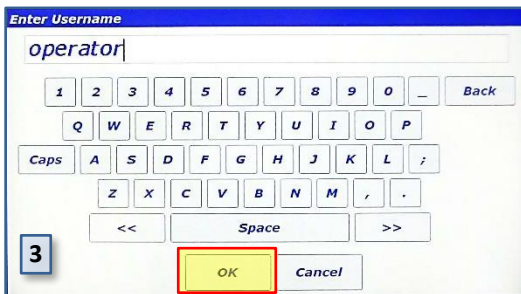 Enter Username
operator
1 2 3 4 5 6 7 8 9 0 _ Back
Q W E R T Y U I O P
Caps A S D F G H J K L ;
Z X C V B N M , .
<< Space >>
3
OK Cancel